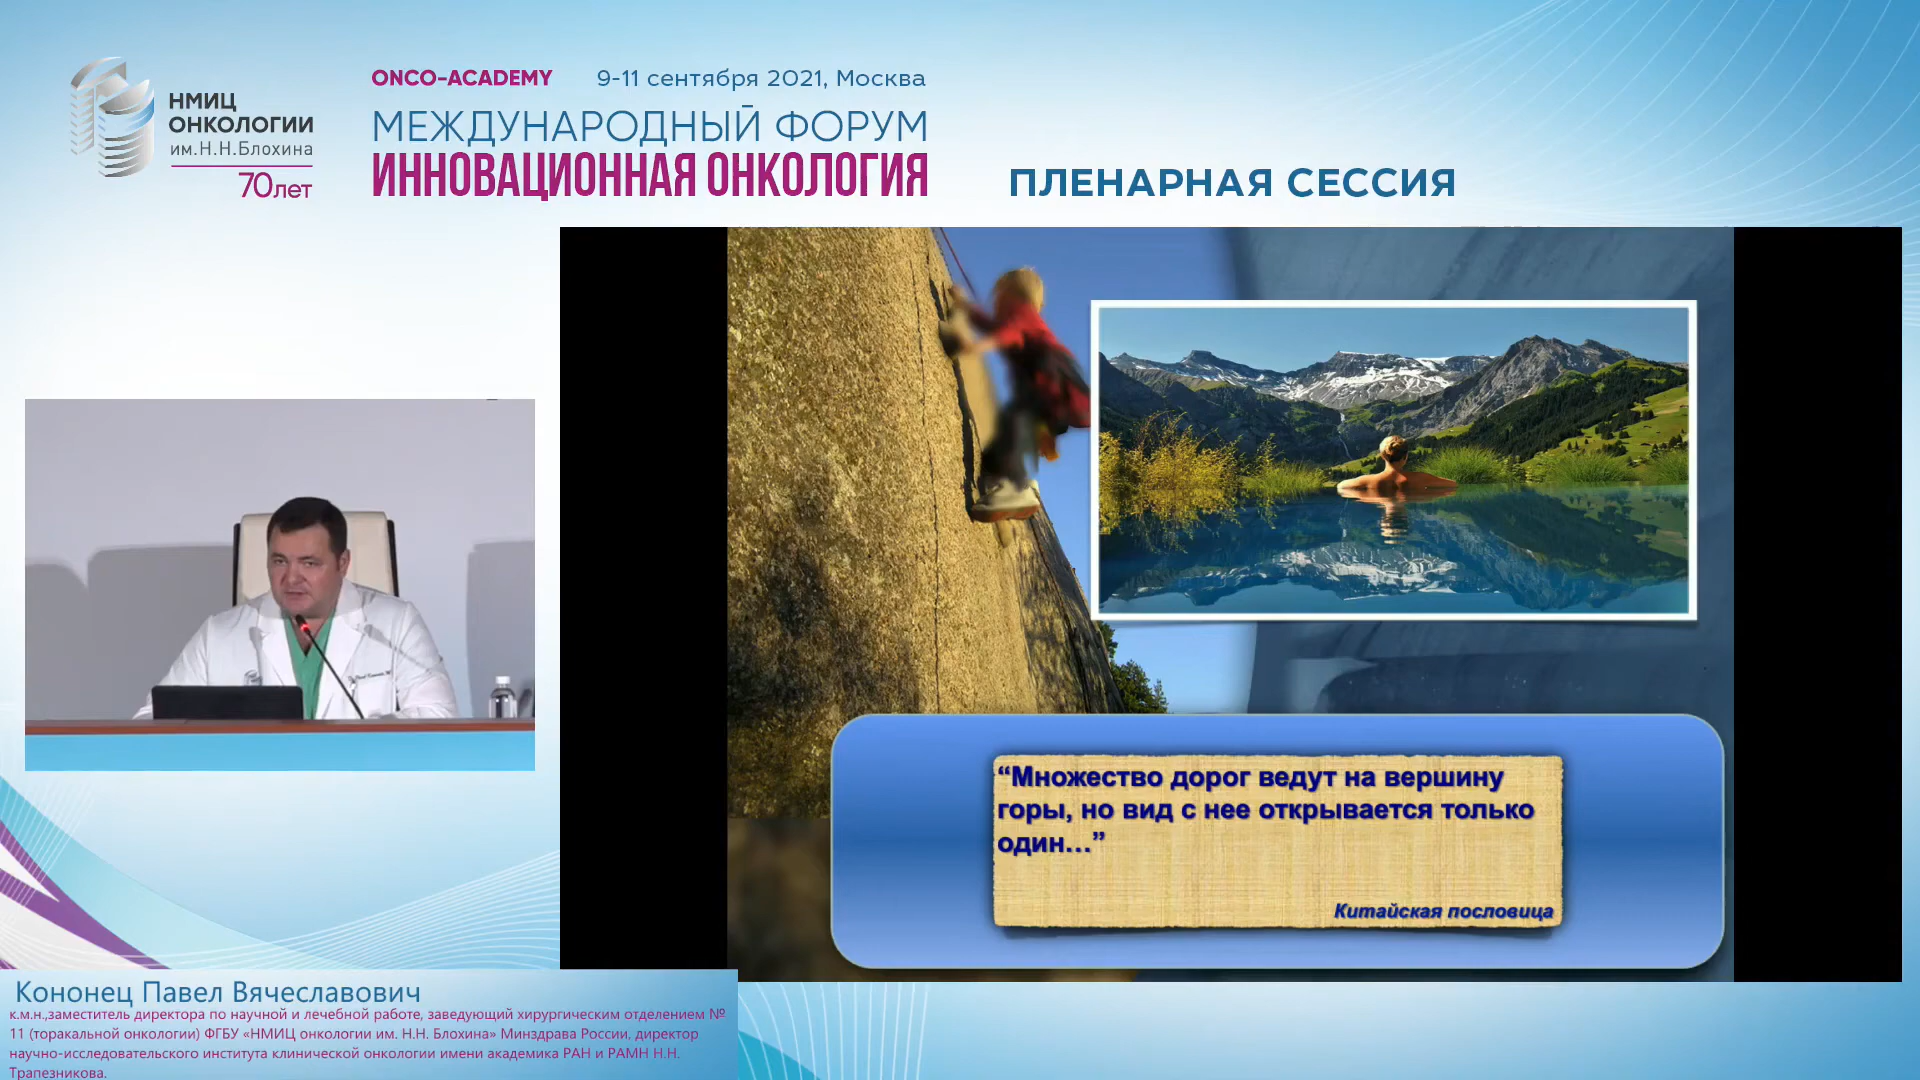 НМИЦ
ОНКОЛОГИИ
им.Н.Н.Блохина
70лет
ONCO-ACADEMY 9-11 сентября 2021, Москва
МЕЖДУНАРОДНЫЙ ФОРУМ
ИННОВАЦИОННАЯ ОНКОЛОГИЯ
ПЛЕНАРНАЯ СЕССИЯ
“Множество дорог ведут на вершину
горы, но вид с нее открывается только
один...”
Китайская пословица
Кононец Павел Вячеславович
к.м.н.,заместитель директора по научной и лечебной работе, заведующий хирургическим отделением №
11 (торакальной онкологии) ФГБУ «НМИЦ онкологии им. Н.Н. Блохина» Минздрава России, директор
научно-исследовательского института клинической онкологии имени академика РАН и РАМН Н.Н.
Трапезникова.